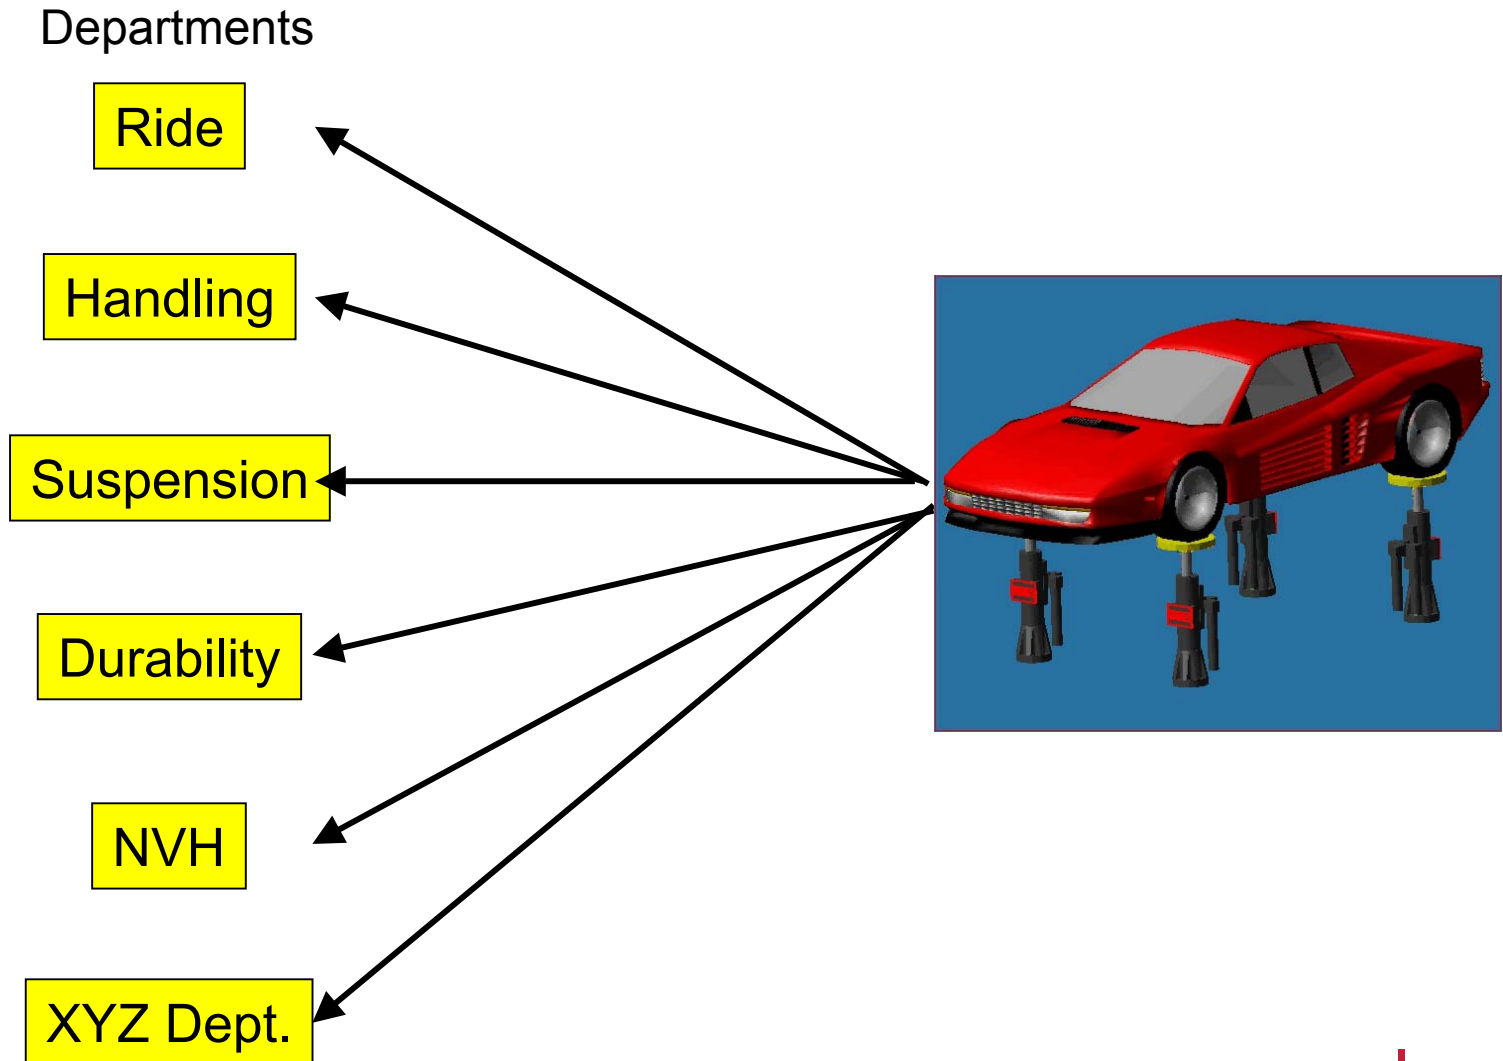 Departments
Ride
Handling
Suspension
Durability
NVH
XYZ Dept.